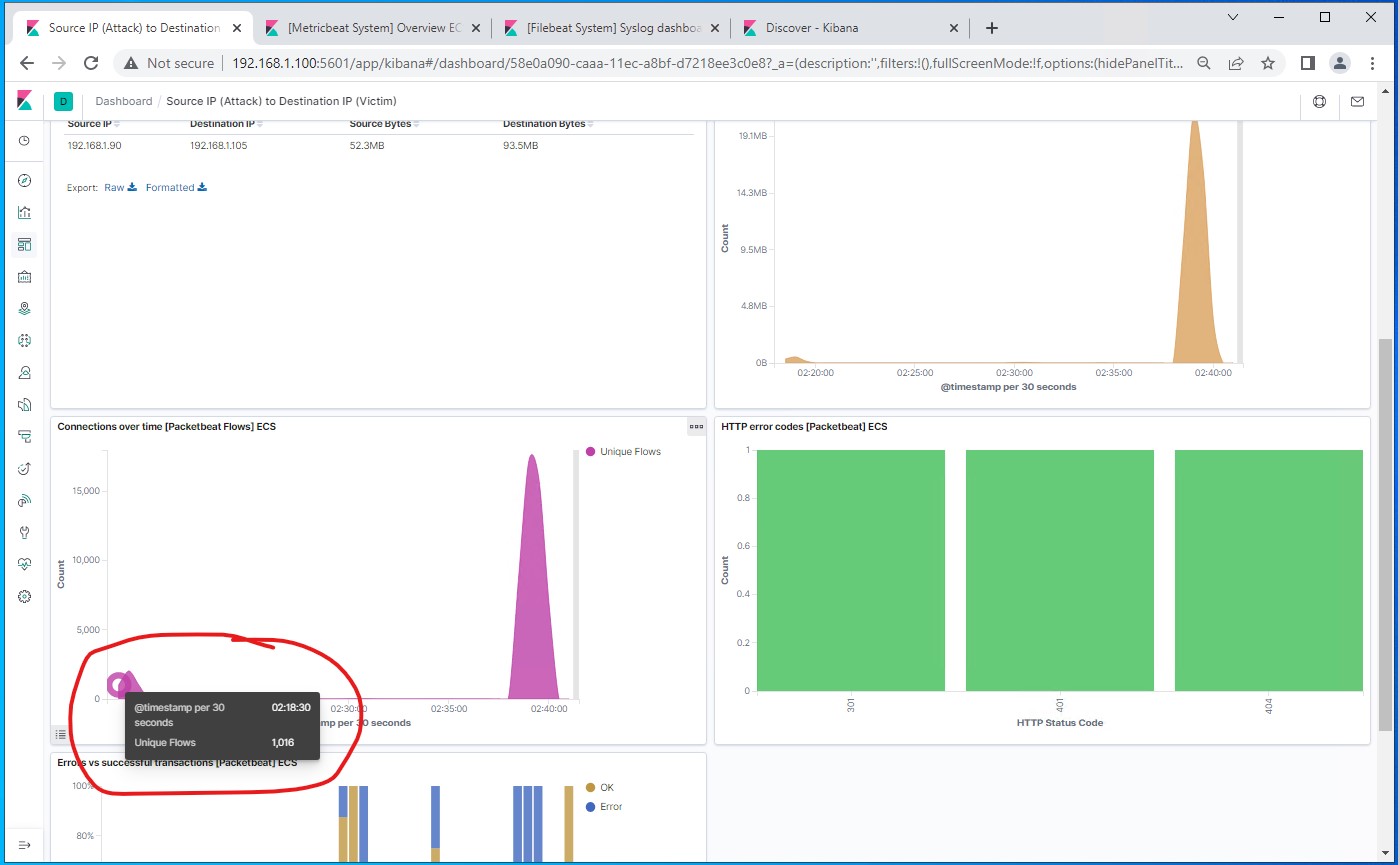 Source IP (Attack) to Destination
[Metricbeat System] Overview EC
[Filebeat System] Syslog dashboa
Discover - Kibana
Not secure
192.168.1.100:5601/app/kibana#/dashboard/58e0a090-caaa-11ec-a8bf-d7218ee3c0e8?_a=(description:'',filters:!(),fullScreenMode:!f,options:(hidePanelTit...
D
Dashboard / Source IP (Attack) to Destination IP (Victim)
Source IP Destination IP Source Bytes Destination Bytes
192.168.1.90 192.168.1.105 52.3MB 93.5MB
Export: Raw Formatted
19.1MB
14.3MB
9.5MB
4.8MB
0B
Count
02:20:00 02:25:00 02:30:00 02:35:00 02:40:00
@timestamp per 30 seconds
Connections over time [Packetbeat Flows] ECS
Unique Flows
15,000
10,000
5,000
0
Count
02:30:00 02:35:00 02:40:00
mp per 30 seconds
@timestamp per 30 seconds 02:18:30
Unique Flows 1,016
HTTP error codes [Packetbeat] ECS
1
0.8
0.6
0.4
0.2
0
Count
301 401 404
HTTP Status Code
Errors vs successful transactions [Packetbeat] ECS
100%
80%
OK
Error